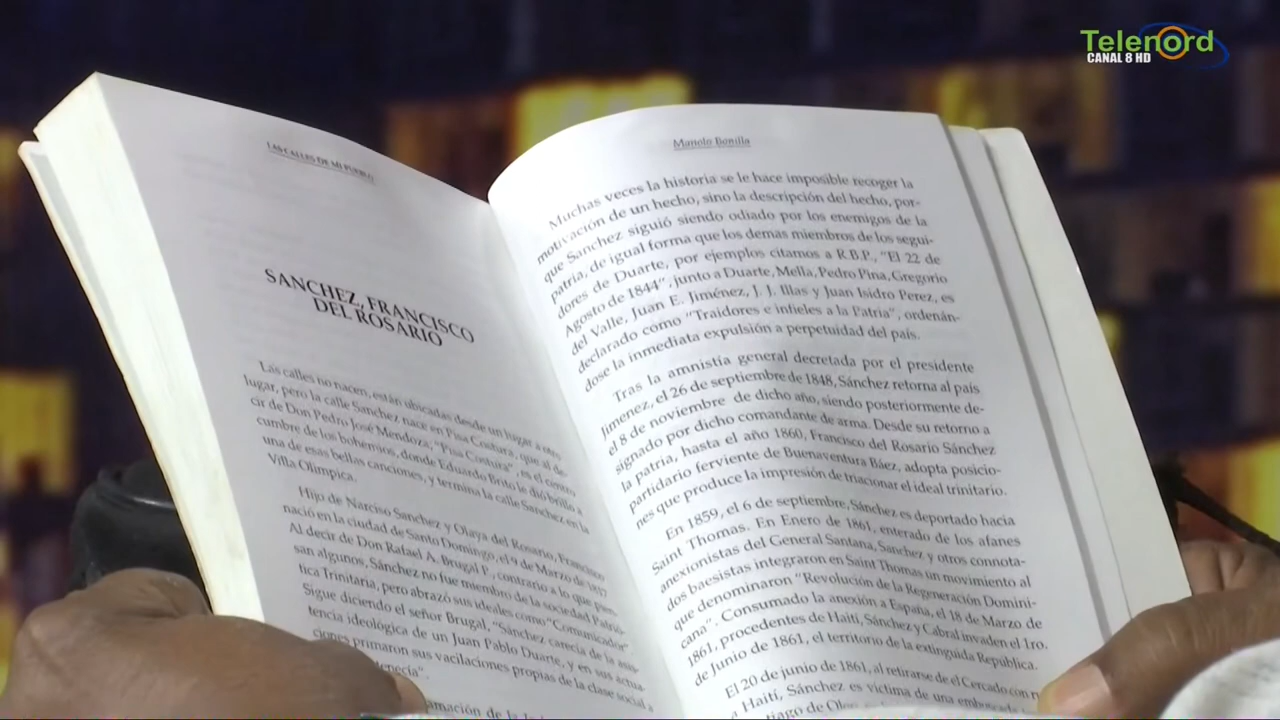 Telenord
CANAL 8 HD
LAS CALLES DE MI PUEBLO
SANCHEZ, FRANCISCO
DEL ROSARIO
Las calles no nacen, están ubicadas desde un lugar a otro
lugar, pero la calle Sanchez nace en Pisa Costura, que al de-
cir de Don Pedro José Mendoza; "Pisa Costura", es el centro
cumbre de los bohemios, donde Eduardo Brito le dió brillo a
una de esas bellas canciones, y termina la calle Sanchez en la
Villa Olímpica.
Hijo de Narciso Sanchez y Olaya del Rosario, Francisco
nació en la ciudad de Santo Domingo, el 9 de Marzo de 1817
Al decir de Don Rafael A. Brugal P., contrario a lo que pien-
san algunos, Sánchez no fue miembro de la sociedad Patrió-
tica Trinitaria, pero abrazó sus ideales como "Comunicador"
Sigue diciendo el señor Brugal, "Sánchez carecía de la asis-
tencia ideológica de un Juan Pablo Duarte, y en sus actua-
ciones primaron sus vacilaciones propias de la clase social a
tenecía".
amación de la
Manolo Bonilla
Muchas veces la historia se le hace imposible recoger la
motivación de un hecho, sino la descripción del hecho, por-
que Sanchez siguió siendo odiado por los enemigos de la
patria, de igual forma que los demas miembros de los segui-
dores de Duarte, por ejemplos citamos a R.B.P., "El 22 de
Agosto de 1844", junto a Duarte, Mella, Pedro Pina, Gregorio
del Valle, Juan E. Jiménez, J. J. Illas y Juan Isidro Perez, es
declarado como "Traidores e infieles a la Patria", ordenán-
dose la inmediata expulsión a perpetuidad del país.
Tras la amnistía general decretada por el presidente
Jimenez, el 26 de septiembre de 1848, Sánchez retorna al país
el 8 de noviembre de dicho año, siendo posteriormente de-
signado por dicho comandante de arma. Desde su retorno a
la patria, hasta el año 1860, Francisco del Rosario Sánchez
partidario ferviente de Buenaventura Báez, adopta posicio-
nes que produce la impresión de triacionar el ideal trinitario.
En 1859, el 6 de septiembre, Sánchez es deportado hacia
Saint Thomas. En Enero de 1861, enterado de los afanes
anexionistas del General Santana, Sanchez y otros connota-
dos baesistas integraron en Saint Thomas un movimiento al
que denominaron "Revolución de la Regeneración Domini-
cana". Consumado la anexión a España, el 18 de Marzo de
1861, procedentes de Haití, Sánchez y Cabral invaden el 1ro.
de Junio de 1861, el territorio de la extinguida República.
El 20 de junio de 1861, al retirarse de el Cercado con
a Haití, Sánchez es víctima de una emboscada
tiago de